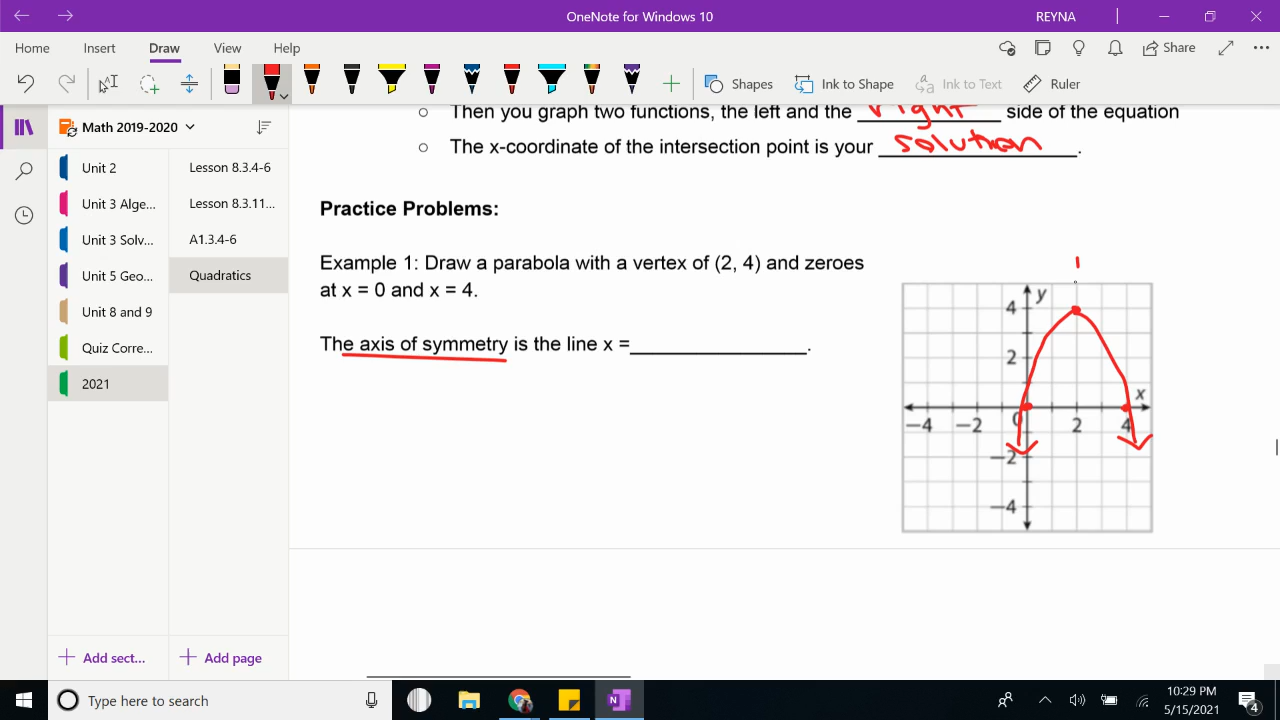 OneNote for Windows 10
REYNA
Home Insert Draw View Help
Share
Shapes Ink to Shape Ink to Text Ruler
Math 2019-2020
Unit 2
Unit 3 Alge...
Unit 3 Solv...
Unit 5 Geo...
Unit 8 and 9
Quiz Corre...
2021
Lesson 8.3.4-6
Lesson 8.3.11...
A1.3.4-6
Quadratics
○ Then you graph two functions, the left and the right side of the equation
○ The x-coordinate of the intersection point is your solution.
Practice Problems:
Example 1: Draw a parabola with a vertex of (2, 4) and zeroes
at x = 0 and x = 4.
The axis of symmetry is the line x =________________.
y
4
2
x
−4 −2 0 2 4
−2
−4
Add sect...
Add page
Type here to search
10:29 PM
5/15/2021
4